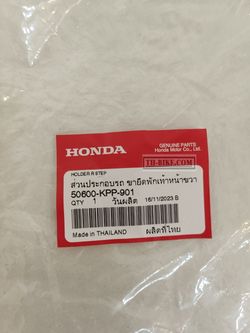 HONDA
GENUINE PARTS
Honda Motor Co., Ltd.
TH-BIKE.COM
HOLDER R STEP
ส่วนประกอบรถ ขายึดพักเท้าหน้าขวา
50600-KPP-901
QTY 1 วันผลิต 16/11/2023 B
Made in THAILAND ผลิตที่ไทย